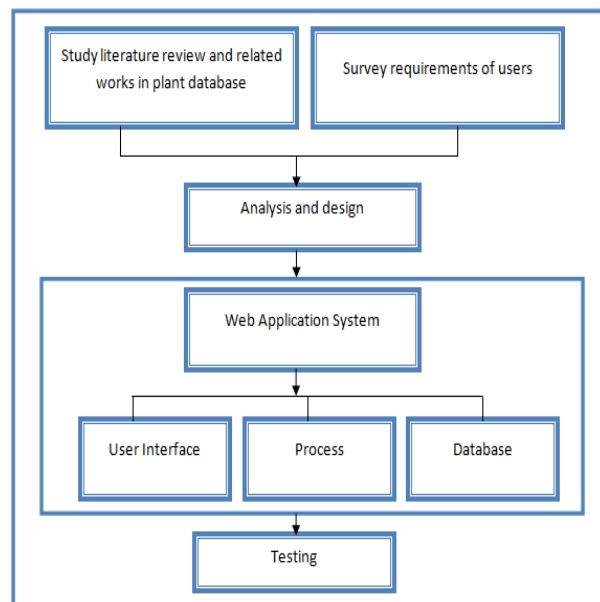 Study literature review and related
works in plant database
Survey requirements of users
Analysis and design
Web Application System
User Interface
Process
Database
Testing